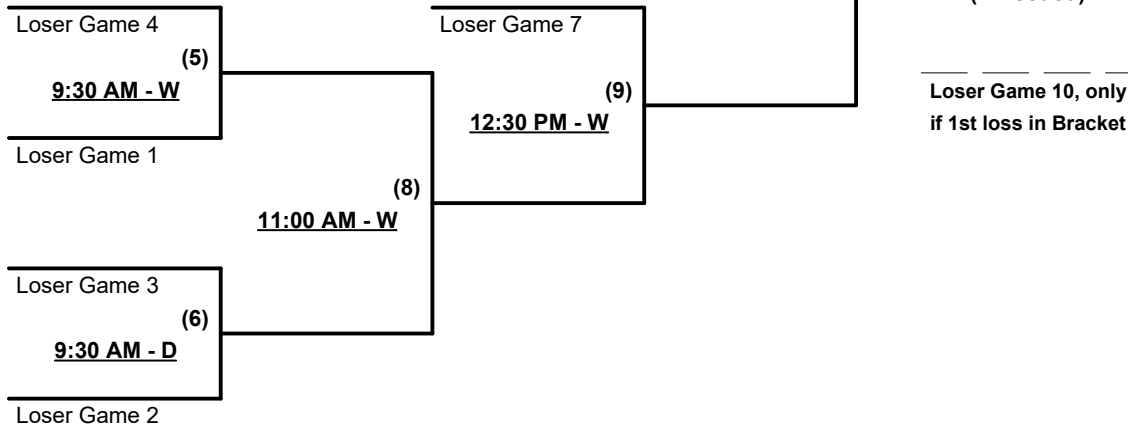 Loser Game 4
Loser Game 7
(5)
9:30 AM - W
(9)
12:30 PM - W
Loser Game 10, only
if 1st loss in Bracket
Loser Game 1
(8)
11:00 AM - W
Loser Game 3
(6)
9:30 AM - D
Loser Game 2